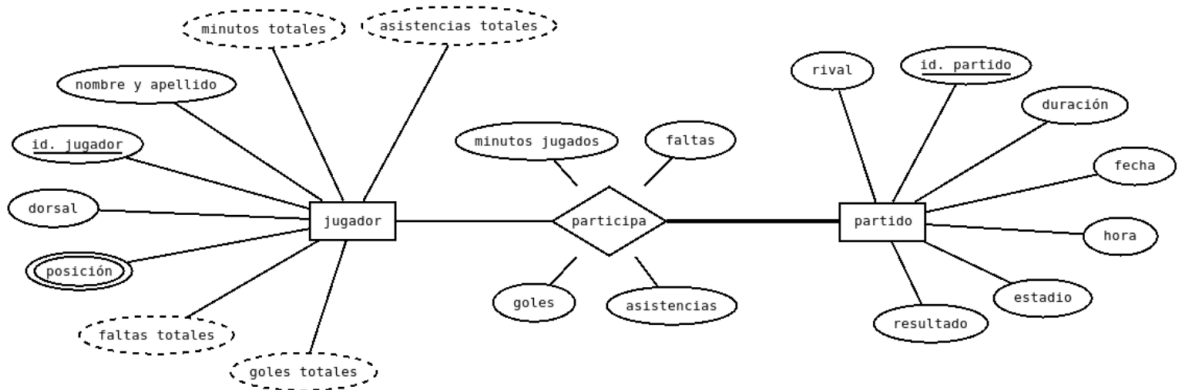 minutos totales
asistencias totales
nombre y apellido
id. jugador
dorsal
posición
faltas totales
goles totales
jugador
minutos jugados
faltas
participa
goles
asistencias
rival
id. partido
duración
fecha
hora
estadio
resultado
partido